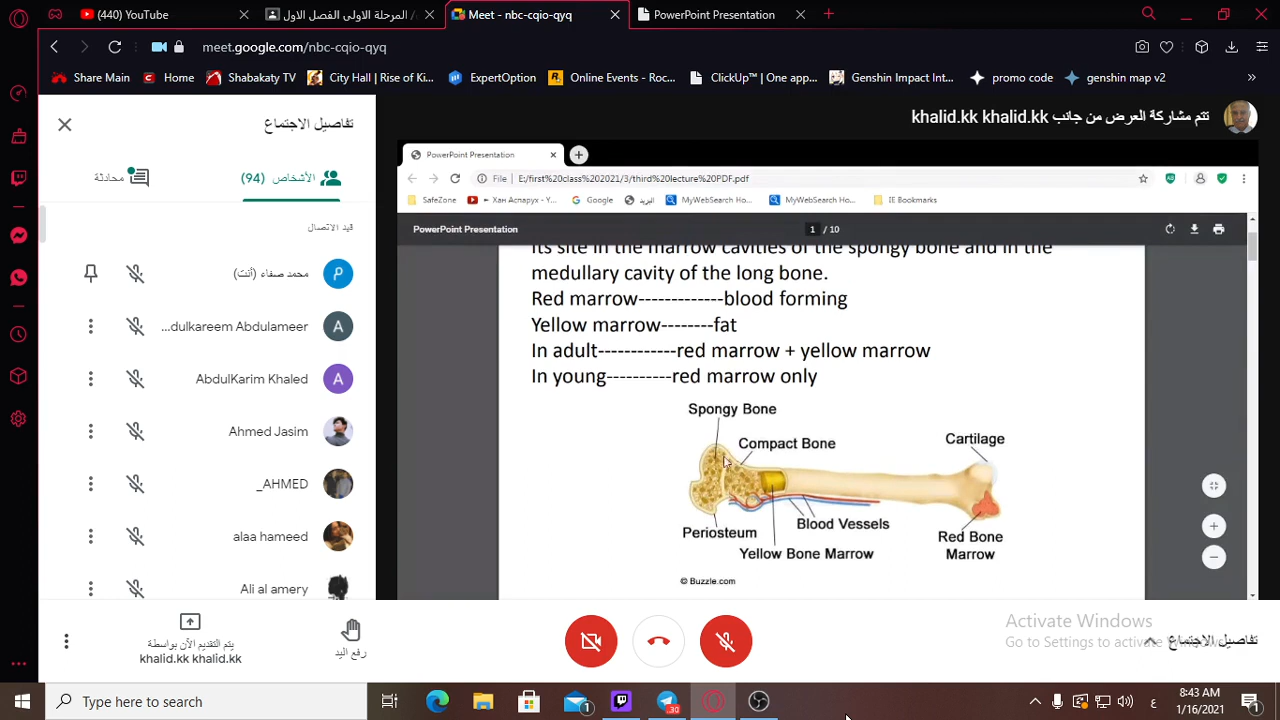 (440) YouTube
المرحلة الاولى الفصل الاول /
Meet - nbc-cqio-qyq
PowerPoint Presentation
meet.google.com/nbc-cqio-qyq
Share Main
Home
Shabakaty TV
City Hall | Rise of Ki...
ExpertOption
Online Events - Roc...
ClickUp™ | One app...
Genshin Impact Int...
promo code
genshin map v2
»
تفاصيل الاجتماع
الأشخاص (94)
محادثة
قيد الاتصال
محمد صفاء (أنت)
...dulkareem Abdulameer
AbdulKarim Khaled
Ahmed Jasim
_AHMED
alaa hameed
Ali al amery
تتم مشاركة العرض من جانب khalid.kk khalid.kk
PowerPoint Presentation
File | E:/first%20class%202021/3/third%20lecture%20PDF.pdf
SafeZone
« Хан Аспарух - Y...
Google
البريد
MyWebSearch Ho...
MyWebSearch Ho...
IE Bookmarks
PowerPoint Presentation
1 / 10
Its site in the marrow cavities of the spongy bone and in the
medullary cavity of the long bone.
Red marrow-------------blood forming
Yellow marrow--------fat
In adult------------red marrow + yellow marrow
In young----------red marrow only
Spongy Bone
Compact Bone
Cartilage
Periosteum
Blood Vessels
Yellow Bone Marrow
Red Bone
Marrow
© Buzzle.com
يتم التقديم الآن بواسطة
khalid.kk khalid.kk
رفع اليد
Activate Windows
Go to Settings to activate Windows.
تفاصيل الاجتماع
Type here to search
1
30
ع
8:43 AM
1/16/2021
1